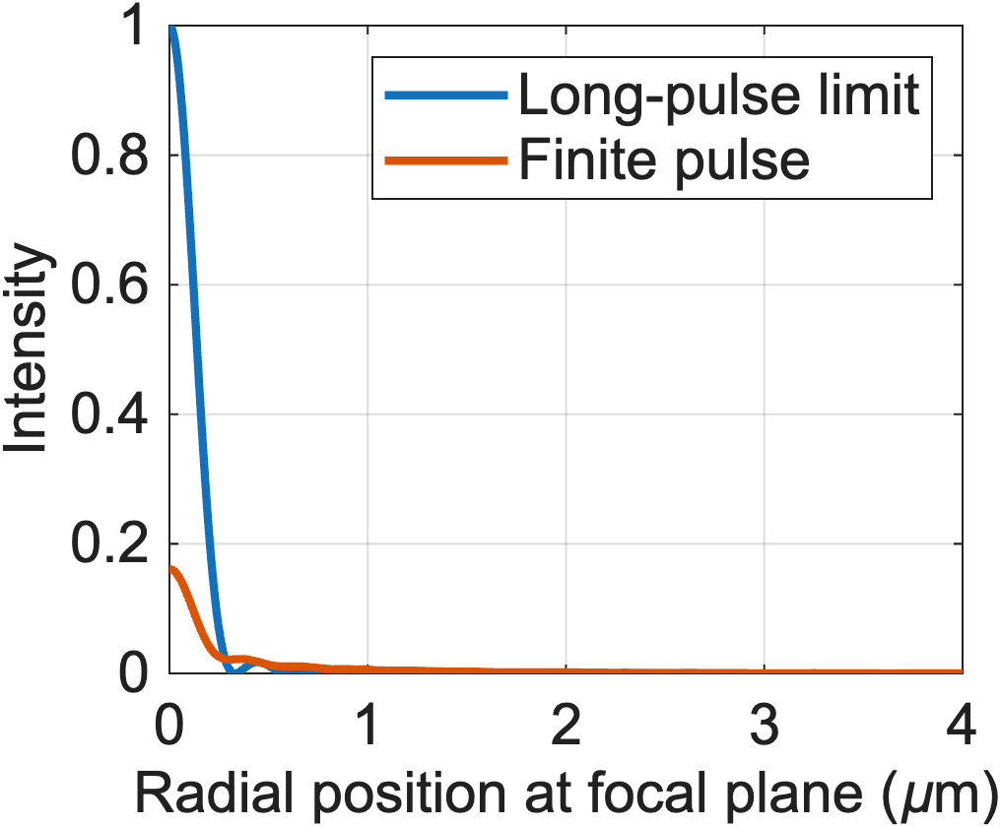 1
0.8
0.6
0.4
0.2
0
Intensity
Long-pulse limit
Finite pulse
0 1 2 3 4
Radial position at focal plane (µm)